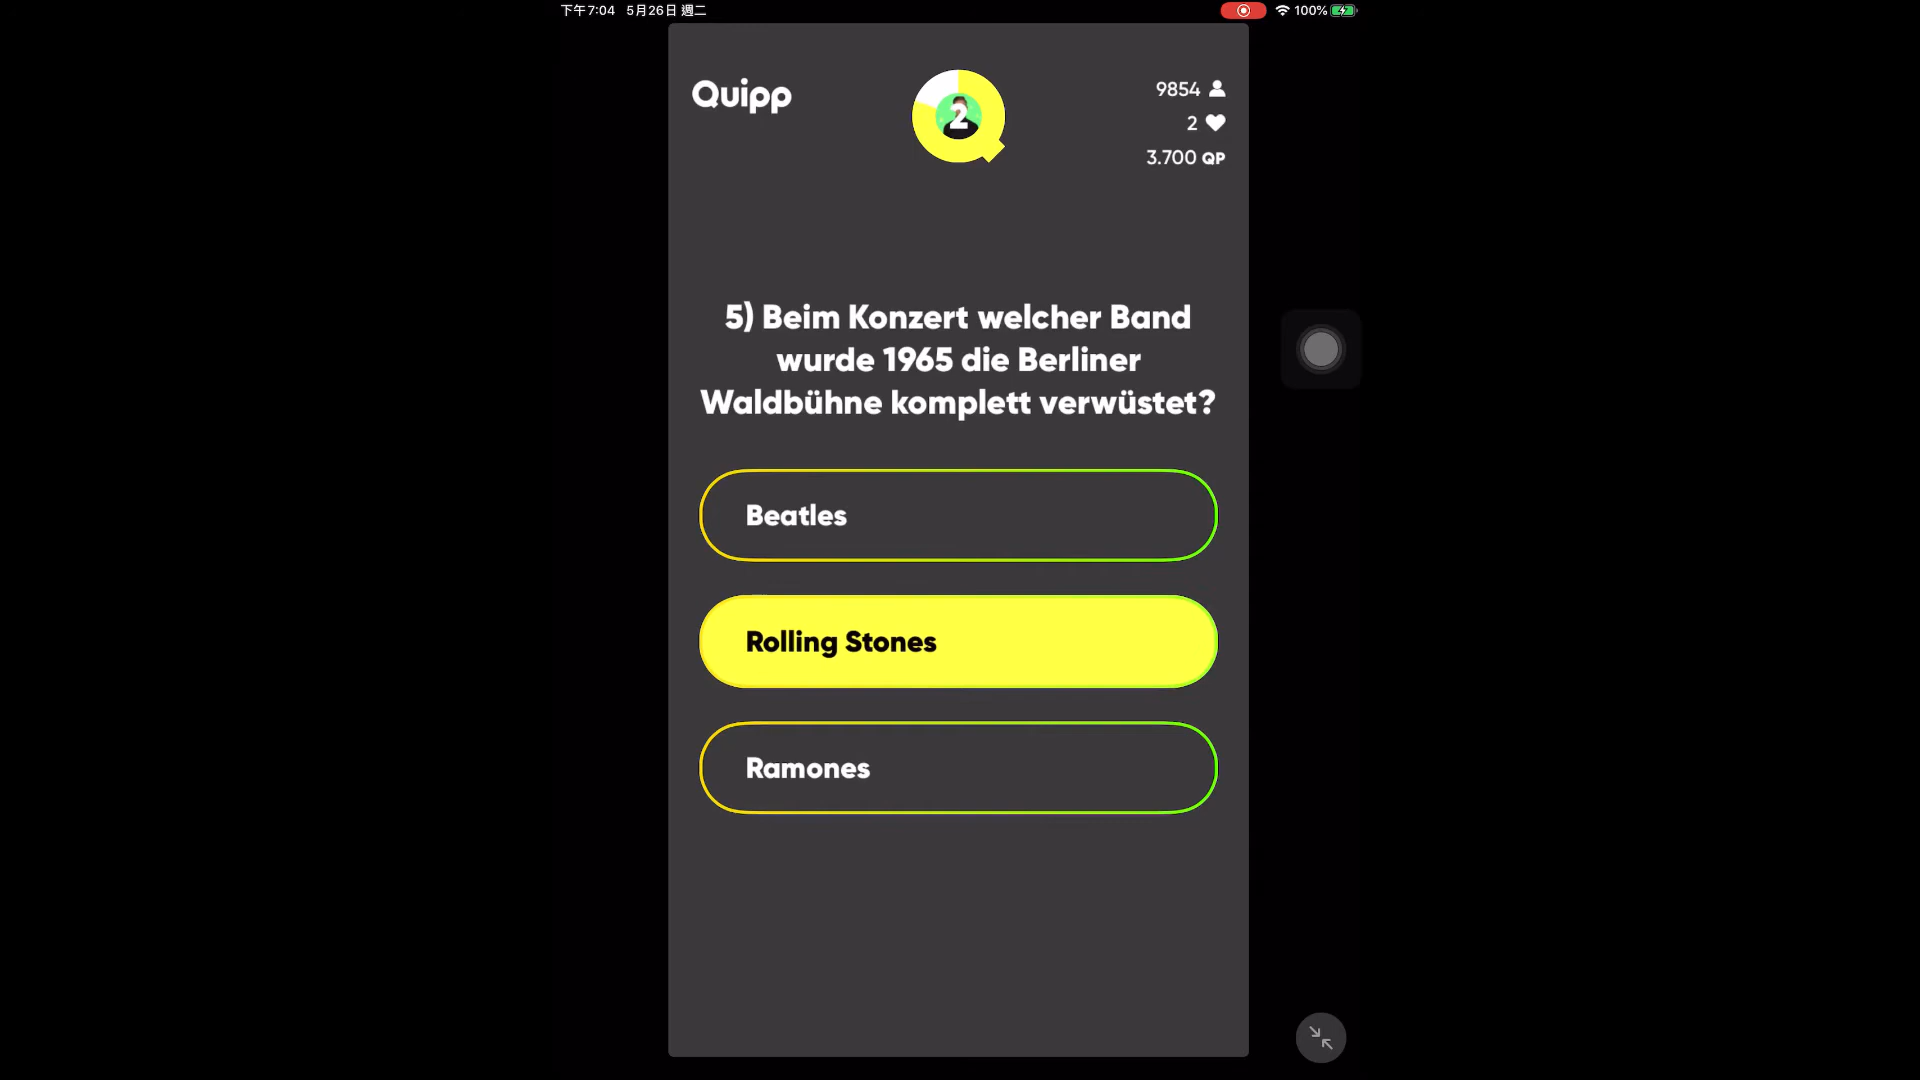 下午7:04 5月26日 週二
100%
Quipp
2
9854
2
3.700 QP
5) Beim Konzert welcher Band
wurde 1965 die Berliner
Waldbühne komplett verwüstet?
Beatles
Rolling Stones
Ramones